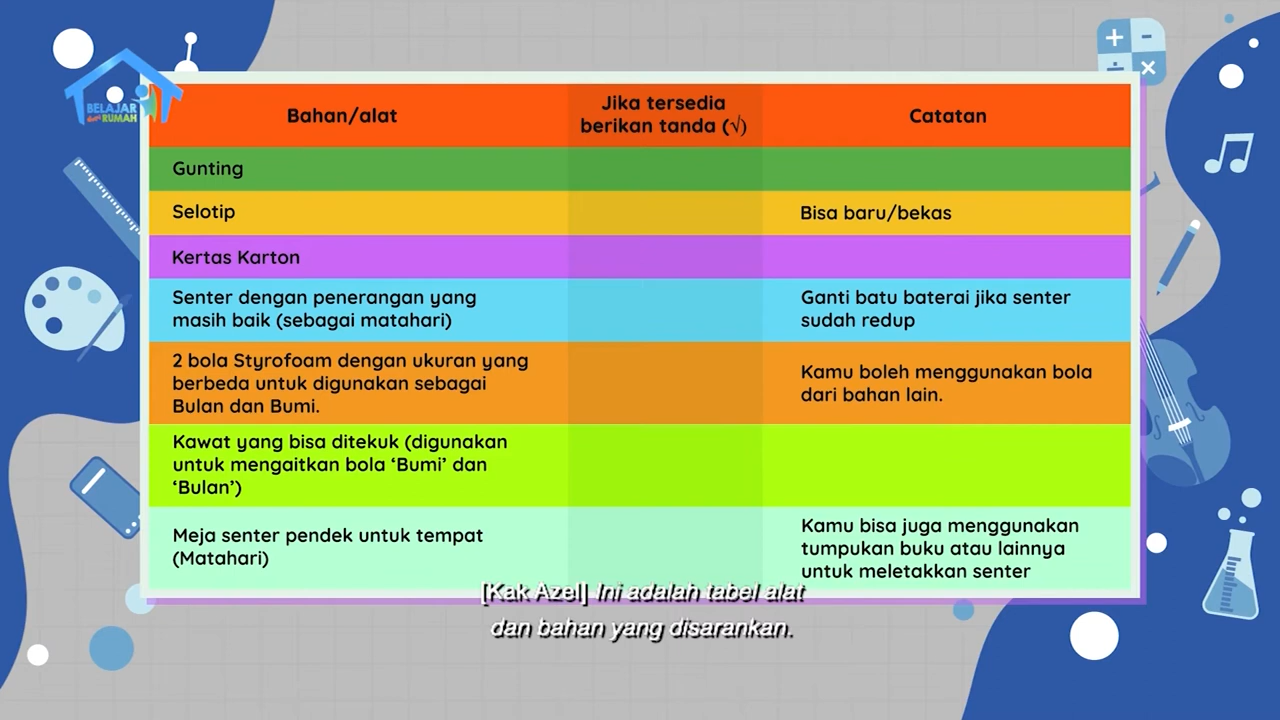 BELAJAR
dari RUMAH
Bahan/alat
Jika tersedia
berikan tanda (√)
Catatan
Gunting
Selotip
Bisa baru/bekas
Kertas Karton
Senter dengan penerangan yang
masih baik (sebagai matahari)
Ganti batu baterai jika senter
sudah redup
2 bola Styrofoam dengan ukuran yang
berbeda untuk digunakan sebagai
Bulan dan Bumi.
Kamu boleh menggunakan bola
dari bahan lain.
Kawat yang bisa ditekuk (digunakan
untuk mengaitkan bola ‘Bumi’ dan
‘Bulan’)
Meja senter pendek untuk tempat
(Matahari)
Kamu bisa juga menggunakan
tumpukan buku atau lainnya
untuk meletakkan senter
[Kak Azel] Ini adalah tabel alat
dan bahan yang disarankan.